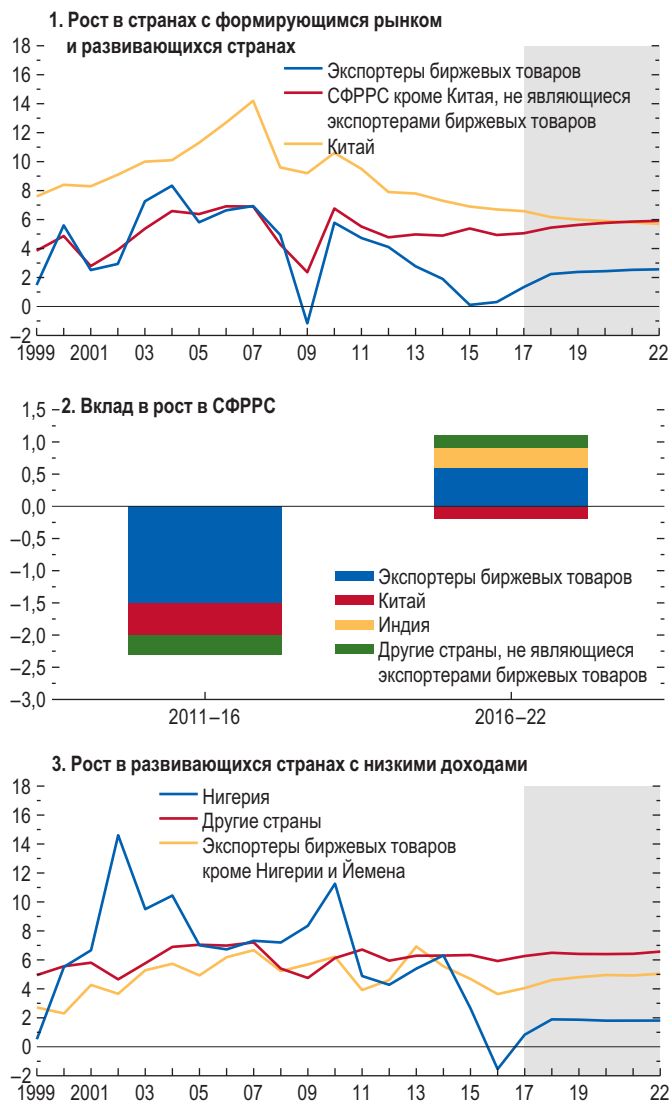 1. Рост в странах с формирующимся рынком
и развивающихся странах
18
16
14
12
10
8
6
4
2
0
–2
Экспортеры биржевых товаров
СФРРС кроме Китая, не являющиеся
экспортерами биржевых товаров
Китай
1999 2001 03 05 07 09 11 13 15 17 19 22
2. Вклад в рост в СФРРС
1,5
1,0
0,5
0,0
–0,5
–1,0
–1,5
–2,0
–2,5
–3,0
Экспортеры биржевых товаров
Китай
Индия
Другие страны, не являющиеся
экспортерами биржевых товаров
2011–16 2016–22
3. Рост в развивающихся странах с низкими доходами
18
16
14
12
10
8
6
4
2
0
–2
Нигерия
Другие страны
Экспортеры биржевых товаров
кроме Нигерии и Йемена
1999 2001 03 05 07 09 11 13 15 17 19 22